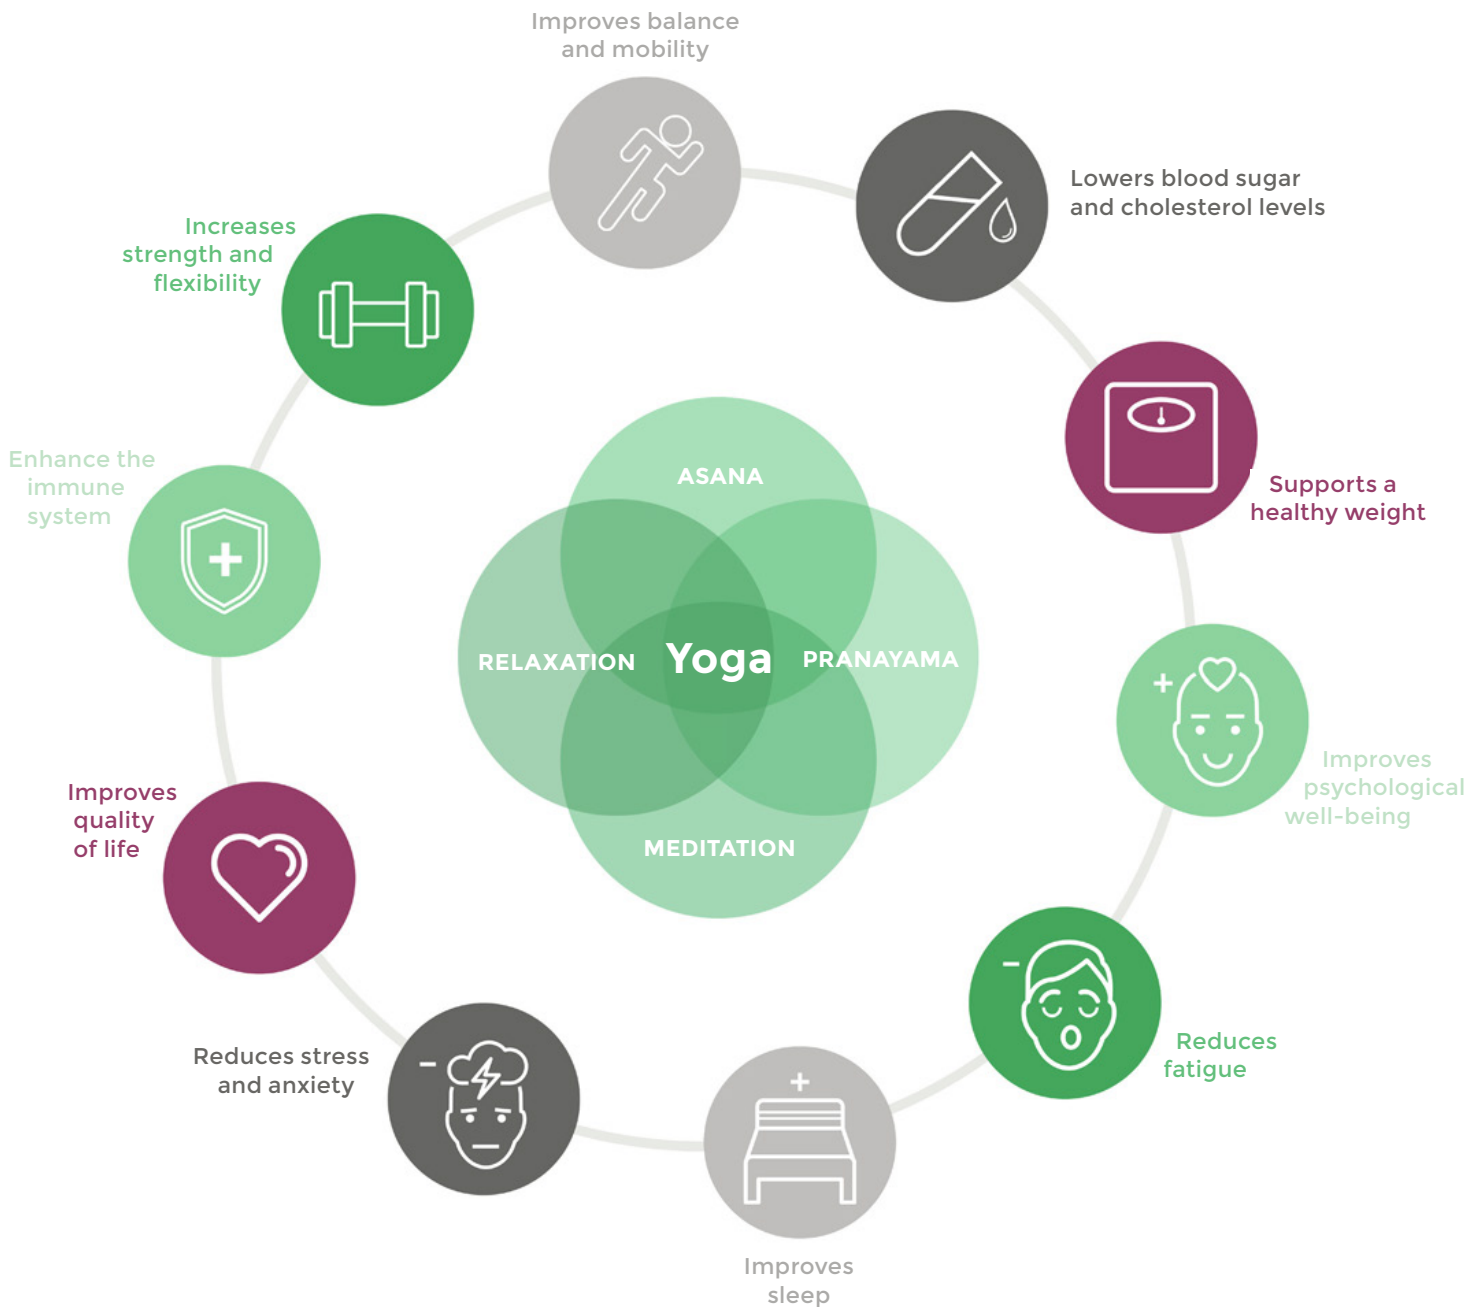 Improves balance
and mobility
Lowers blood sugar
and cholesterol levels
Increases
strength and
flexibility
Supports a
healthy weight
Enhance the
immune
system
ASANA
RELAXATION
Yoga
PRANAYAMA
MEDITATION
Improves
psychological
well-being
Improves
quality
of life
Reduces
fatigue
Reduces stress
and anxiety
Improves
sleep